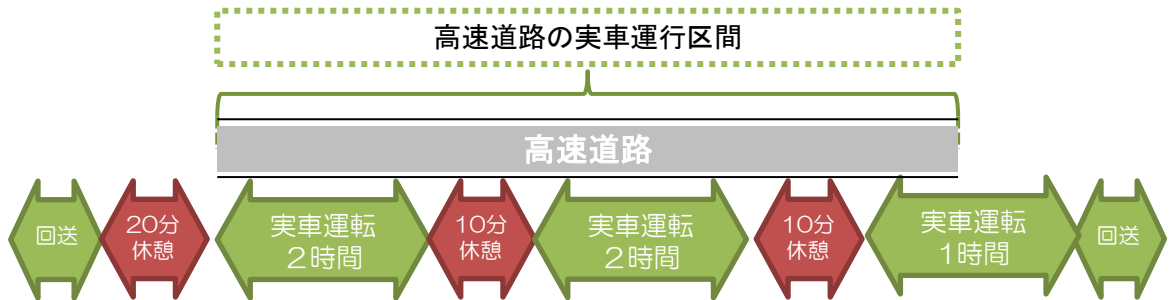 高速道路の実車運行区間
高速道路
回送
20分
休憩
実車運転
２時間
10分
休憩
実車運転
２時間
10分
休憩
実車運転
1時間
回送